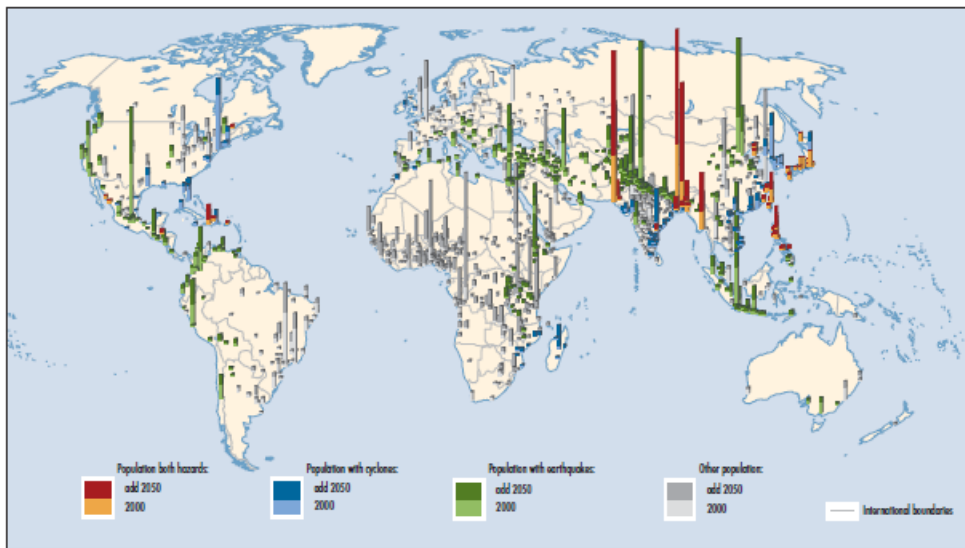 Population both hazards:
add 2050
2000
Population with cyclones:
add 2050
2000
Population with earthquakes:
add 2050
2000
Other population:
add 2050
2000
International boundaries